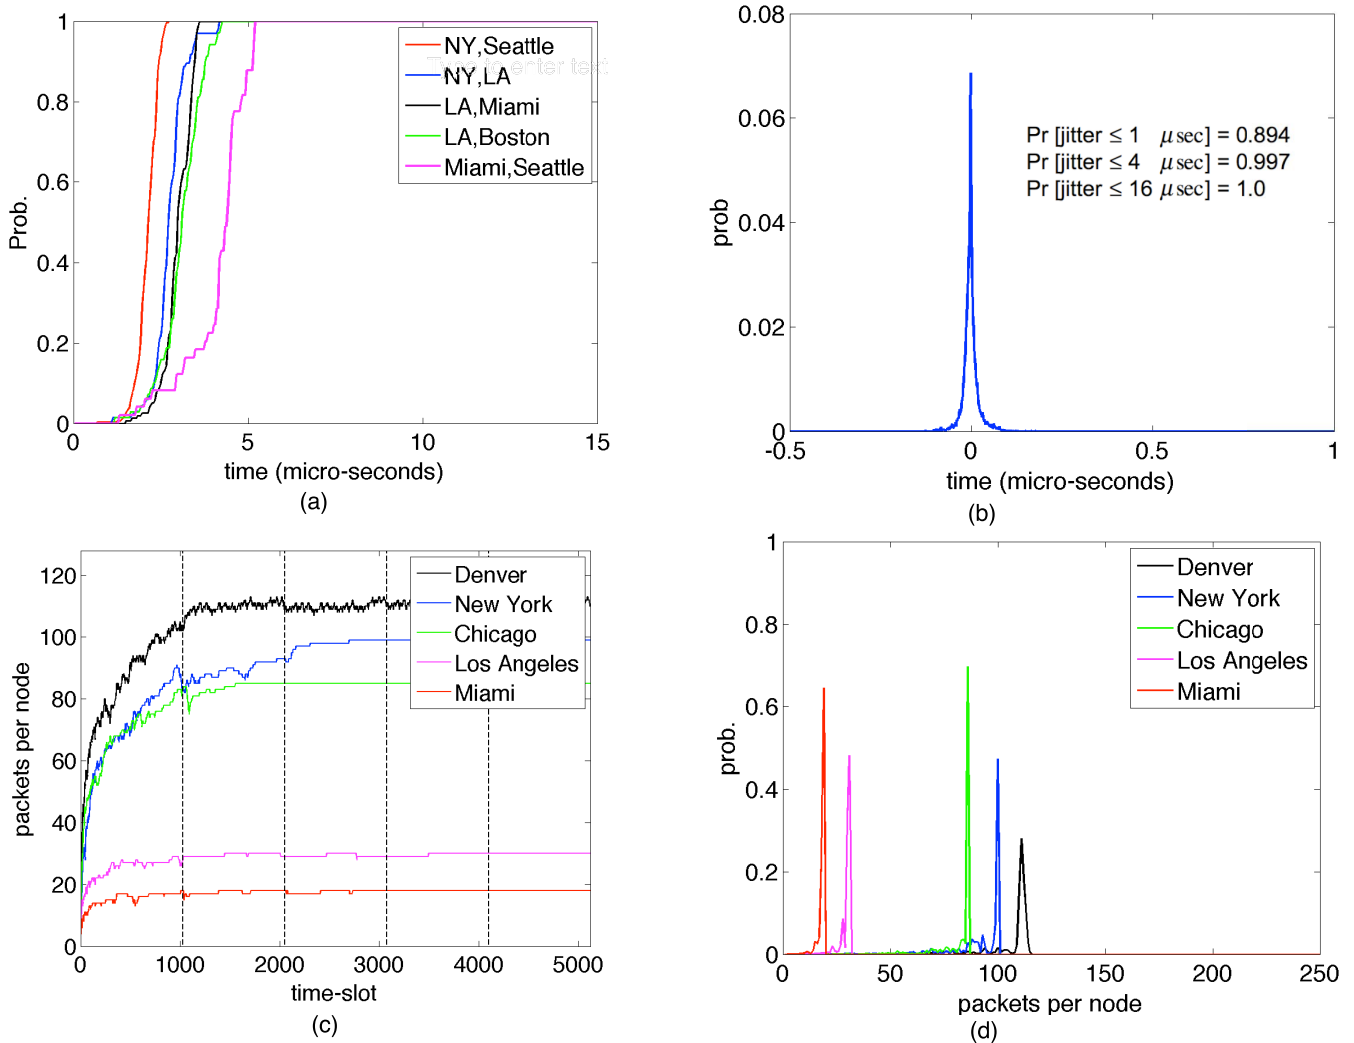 1
0.8
0.6
0.4
0.2
0
Prob.
0
5
10
15
time (micro-seconds)
(a)
NY,Seattle
Type to enter text
NY,LA
LA,Miami
LA,Boston
Miami,Seattle
0.08
0.06
0.04
0.02
0
prob
-0.5
0
0.5
1
time (micro-seconds)
(b)
Pr [jitter ≤ 1 μsec] = 0.894
Pr [jitter ≤ 4 μsec] = 0.997
Pr [jitter ≤ 16 μsec] = 1.0
120
100
80
60
40
20
0
packets per node
0 1000 2000 3000 4000 5000
time-slot
(c)
Denver
New York
Chicago
Los Angeles
Miami
1
0.8
0.6
0.4
0.2
0
prob.
0 50 100 150 200 250
packets per node
(d)
Denver
New York
Chicago
Los Angeles
Miami